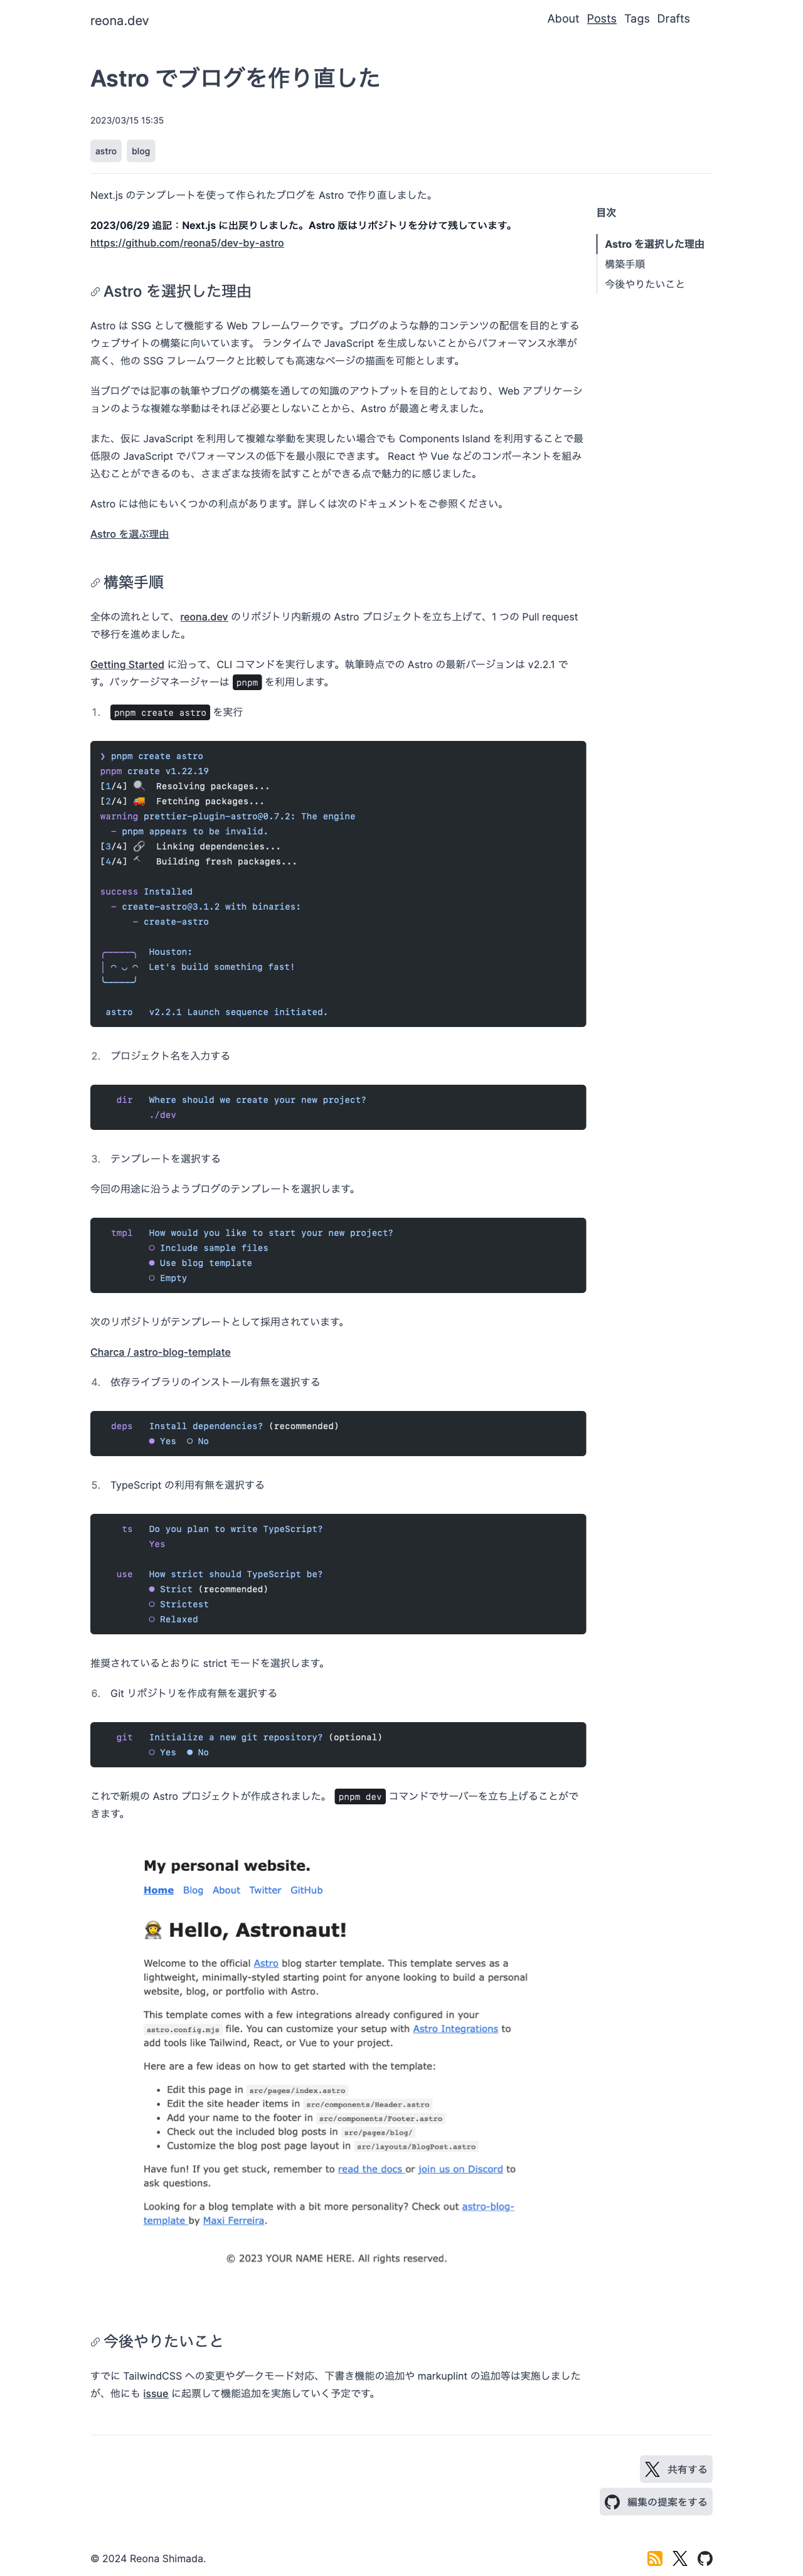 reona.dev
About Posts Tags Drafts
Astro でブログを作り直した
2023/03/15 15:35
astro blog
Next.js のテンプレートを使って作られたブログを Astro で作り直しました。
2023/06/29 追記：Next.js に出戻りしました。Astro 版はリポジトリを分けて残しています。
https://github.com/reona5/dev-by-astro
目次
Astro を選択した理由
構築手順
今後やりたいこと
Astro を選択した理由
Astro は SSG として機能する Web フレームワークです。ブログのような静的コンテンツの配信を目的とする
ウェブサイトの構築に向いています。 ランタイムで JavaScript を生成しないことからパフォーマンス水準が
高く、他の SSG フレームワークと比較しても高速なページの描画を可能とします。
当ブログでは記事の執筆やブログの構築を通しての知識のアウトプットを目的としており、Web アプリケーシ
ョンのような複雑な挙動はそれほど必要としないことから、Astro が最適と考えました。
また、仮に JavaScript を利用して複雑な挙動を実現したい場合でも Components Island を利用することで最
低限の JavaScript でパフォーマンスの低下を最小限にできます。 React や Vue などのコンポーネントを組み
込むことができるのも、さまざまな技術を試すことができる点で魅力的に感じました。
Astro には他にもいくつかの利点があります。詳しくは次のドキュメントをご参照ください。
Astro を選ぶ理由
構築手順
全体の流れとして、reona.dev のリポジトリ内新規の Astro プロジェクトを立ち上げて、1 つの Pull request
で移行を進めました。
Getting Started に沿って、CLI コマンドを実行します。執筆時点での Astro の最新バージョンは v2.2.1 で
す。パッケージマネージャーは pnpm を利用します。
1. pnpm create astro を実行
❯ pnpm create astro
pnpm create v1.22.19
[1/4] 🔍 Resolving packages...
[2/4] 🚚 Fetching packages...
warning prettier-plugin-astro@0.7.2: The engine
- pnpm appears to be invalid.
[3/4] 🔗 Linking dependencies...
[4/4] 🔨 Building fresh packages...
success Installed
- create-astro@3.1.2 with binaries:
- create-astro
╭─────╮ Houston:
│ ◠ ◡ ◠ Let's build something fast!
╰─────╯
astro v2.2.1 Launch sequence initiated.
2. プロジェクト名を入力する
dir Where should we create your new project?
./dev
3. テンプレートを選択する
今回の用途に沿うようブログのテンプレートを選択します。
tmpl How would you like to start your new project?
○ Include sample files
● Use blog template
○ Empty
次のリポジトリがテンプレートとして採用されています。
Charca / astro-blog-template
4. 依存ライブラリのインストール有無を選択する
deps Install dependencies? (recommended)
● Yes ○ No
5. TypeScript の利用有無を選択する
ts Do you plan to write TypeScript?
Yes
use How strict should TypeScript be?
● Strict (recommended)
○ Strictest
○ Relaxed
推奨されているとおりに strict モードを選択します。
6. Git リポジトリを作成有無を選択する
git Initialize a new git repository? (optional)
○ Yes ● No
これで新規の Astro プロジェクトが作成されました。 pnpm dev コマンドでサーバーを立ち上げることがで
きます。
My personal website.
Home Blog About Twitter GitHub
🧑‍🚀 Hello, Astronaut!
Welcome to the official Astro blog starter template. This template serves as a
lightweight, minimally-styled starting point for anyone looking to build a personal
website, blog, or portfolio with Astro.
This template comes with a few integrations already configured in your
astro.config.mjs file. You can customize your setup with Astro Integrations to
add tools like Tailwind, React, or Vue to your project.
Here are a few ideas on how to get started with the template:
• Edit this page in src/pages/index.astro
• Edit the site header items in src/components/Header.astro
• Add your name to the footer in src/components/Footer.astro
• Check out the included blog posts in src/pages/blog/
• Customize the blog post page layout in src/layouts/BlogPost.astro
Have fun! If you get stuck, remember to read the docs or join us on Discord to
ask questions.
Looking for a blog template with a bit more personality? Check out astro-blog-
template by Maxi Ferreira.
© 2023 YOUR NAME HERE. All rights reserved.
今後やりたいこと
すでに TailwindCSS への変更やダークモード対応、下書き機能の追加や markuplint の追加等は実施しました
が、他にも issue に起票して機能追加を実施していく予定です。
共有する
編集の提案をする
© 2024 Reona Shimada.